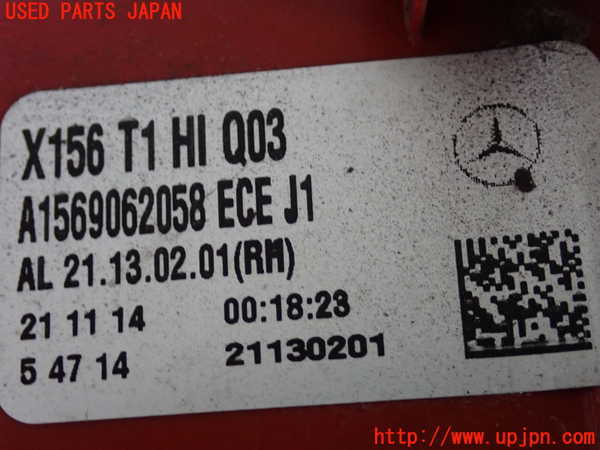 USED PARTS JAPAN
X156 T1 HI Q03
A1569062058 ECE J1
AL 21.13.02.01(RM)
21 11 14 00:18:23
5 47 14 21130201
http://www.upjpn.com/